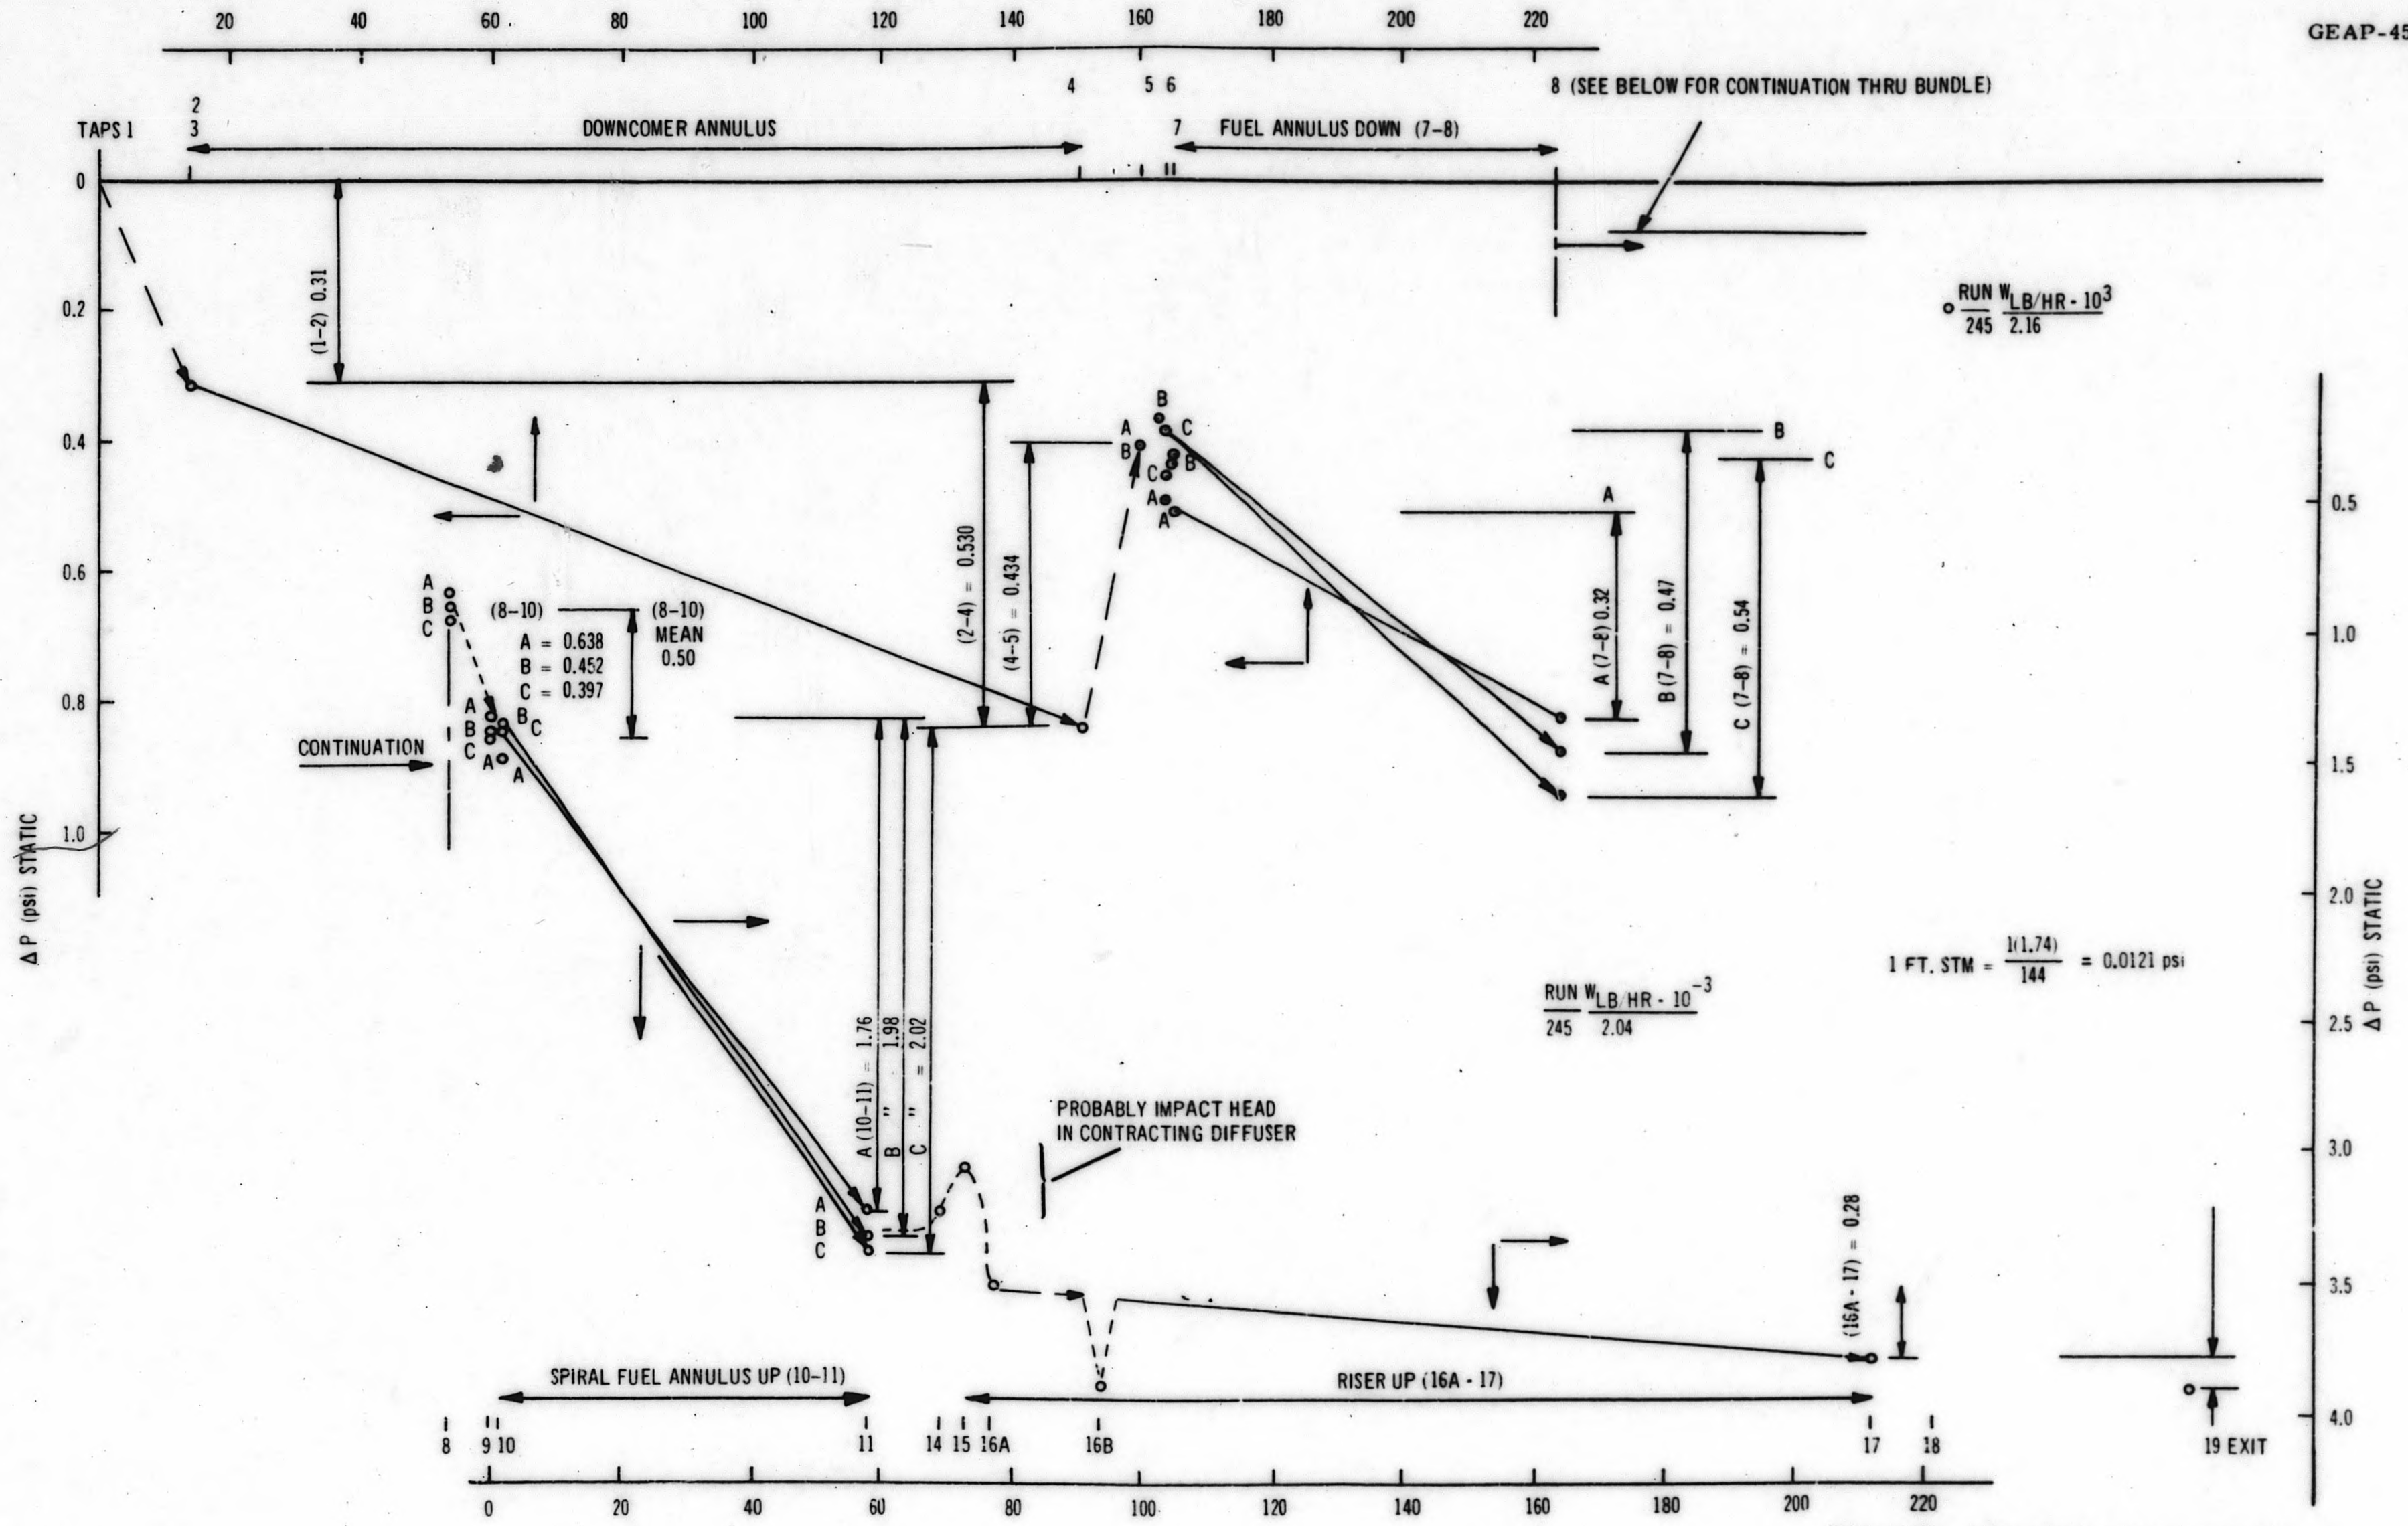 20 40 60 80 100 120 140 160 180 200 220
GEAP-45
4 5 6 8 (SEE BELOW FOR CONTINUATION THRU BUNDLE)
2
TAPS 1 3 DOWNCOMER ANNULUS 7 FUEL ANNULUS DOWN (7-8)
0
(1-2) 0.31
0.2
RUN W LB/HR - 10³
245 2.16
B
A C B
0.4 B C
B
C
A A 0.5
A
(2-4) = 0.530
(4-5) = 0.434
A (7-8) 0.32
B (7-8) = 0.47
C (7-8) = 0.54
0.6 A
B (8-10) (8-10)
C A = 0.638 MEAN 1.0
B = 0.452 0.50
C = 0.397
0.8 A B
B C
C
A A
CONTINUATION 1.5
1.0
ΔP (psi) STATIC
2.0
ΔP (psi) STATIC
1 FT. STM = 1(1.74) / 144 = 0.0121 psi
RUN W LB/HR - 10⁻³
245 2.04
2.5
A (10-11) = 1.76
B " 1.98
C " = 2.02
PROBABLY IMPACT HEAD
IN CONTRACTING DIFFUSER
3.0
A
B
C
(16A - 17) = 0.28
3.5
SPIRAL FUEL ANNULUS UP (10-11) RISER UP (16A - 17)
4.0
8 9 10 11 14 15 16A 16B 17 18 19 EXIT
0 20 40 60 80 100 120 140 160 180 200 220